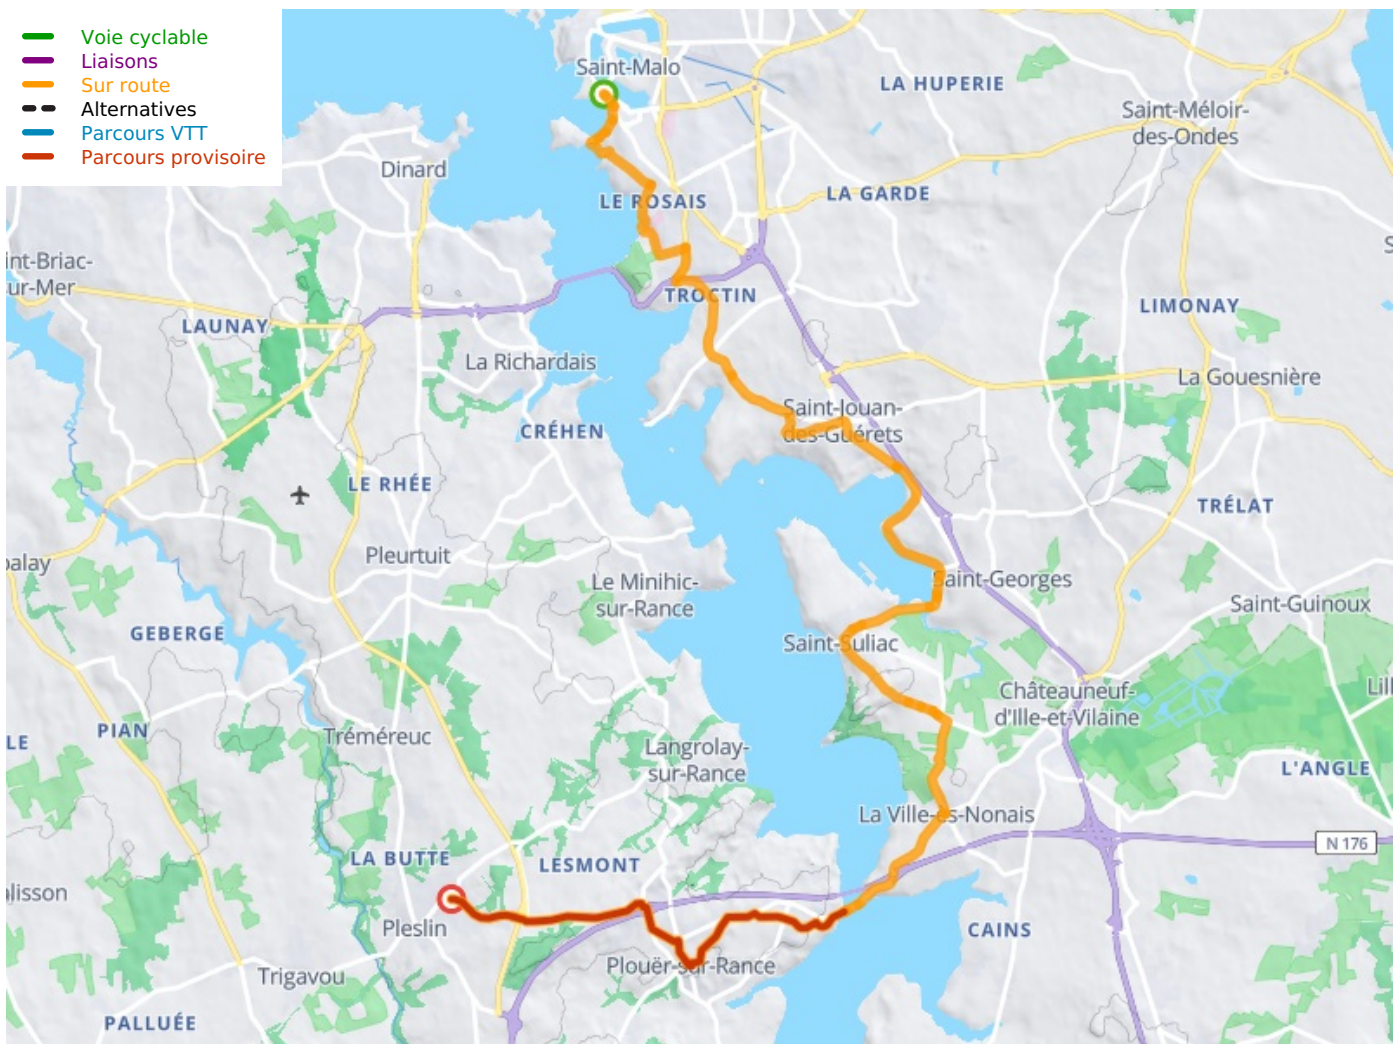 Voie cyclable
Liaisons
Sur route
Alternatives
Parcours VTT
Parcours provisoire
Saint-Malo
LA HUPERIE
Saint-Méloir-
des-Ondes
Dinard
LE ROSAIS
LA GARDE
int-Briac-
ur-Mer
TROCTIN
LIMONAY
LAUNAY
La Richardais
La Gouesnière
Saint-Jouan-
des-Guérets
CRÉHEN
LE RHÉE
TRÉLAT
Pleurtuit
alay
Le Minihic-
sur-Rance
Saint-Georges
Saint-Guinoux
GEBERGE
Saint-Suliac
Châteauneuf-
d'Ille-et-Vilaine
Lill
PIAN
LE
Tréméreuc
Langrolay-
sur-Rance
L'ANGLE
La Ville-ès-Nonais
N 176
LA BUTTE
LESMONT
lisson
Pleslin
CAINS
Plouër-sur-Rance
Trigavou
PALLUÉE